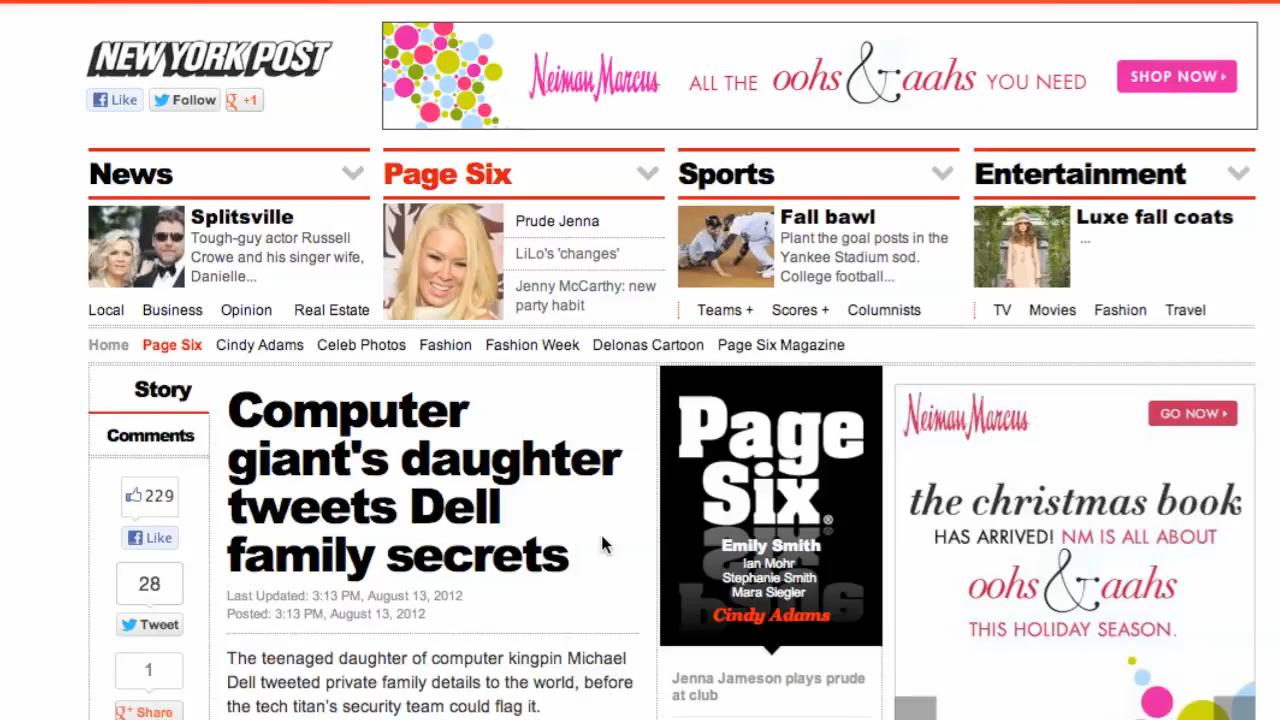 NEW YORK POST
Like
Follow
+1
Neiman Marcus
ALL THE oohs & aahs YOU NEED
SHOP NOW
News
Page Six
Sports
Entertainment
Splitsville
Tough-guy actor Russell
Crowe and his singer wife,
Danielle...
Prude Jenna
LiLo's 'changes'
Jenny McCarthy: new
party habit
Fall bawl
Plant the goal posts in the
Yankee Stadium sod.
College football...
Luxe fall coats
...
Local Business Opinion Real Estate
Teams + Scores + Columnists
TV Movies Fashion Travel
Home Page Six Cindy Adams Celeb Photos Fashion Fashion Week Delonas Cartoon Page Six Magazine
Story
Comments
229
Like
28
Tweet
1
g+ Share
Computer
giant's daughter
tweets Dell
family secrets
Last Updated: 3:13 PM, August 13, 2012
Posted: 3:13 PM, August 13, 2012
The teenaged daughter of computer kingpin Michael
Dell tweeted private family details to the world, before
the tech titan's security team could flag it.
Page
Six®
Emily Smith
Ian Mohr
Stephanie Smith
Mara Siegler
Cindy Adams
Jenna Jameson plays prude
at club
Neiman Marcus
GO NOW
the christmas book
HAS ARRIVED! NM IS ALL ABOUT
oohs & aahs
THIS HOLIDAY SEASON.